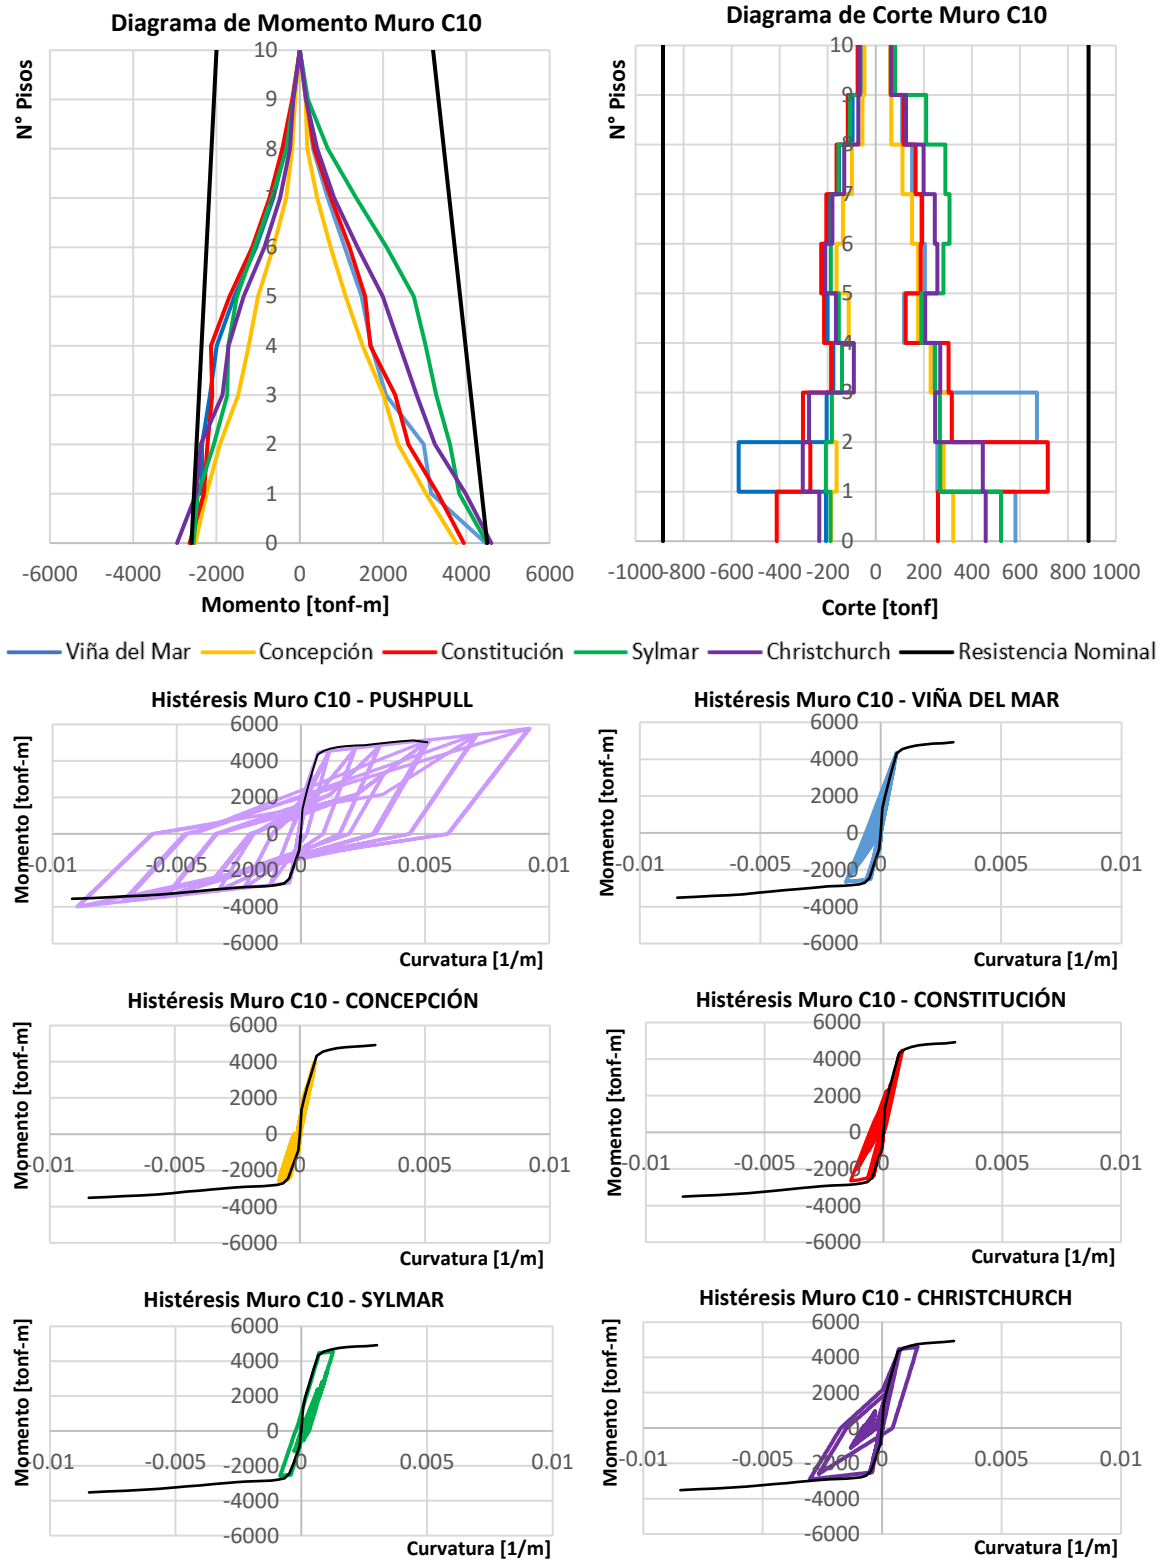 Diagrama de Momento Muro C10
Diagrama de Corte Muro C10
N° Pisos
10
9
8
7
6
5
4
3
2
1
0
-6000 -4000 -2000 0 2000 4000 6000
Momento [tonf-m]
N° Pisos
10
9
8
7
6
5
4
3
2
1
0
-1000 -800 -600 -400 -200 0 200 400 600 800 1000
Corte [tonf]
Viña del Mar Concepción Constitución Sylmar Christchurch Resistencia Nominal
Histéresis Muro C10 - PUSHPULL
Momento [tonf-m]
6000
4000
2000
0
-2000
-4000
-6000
-0.01 -0.005 0 0.005 0.01
Curvatura [1/m]
Histéresis Muro C10 - VIÑA DEL MAR
Momento [tonf-m]
6000
4000
2000
0
-2000
-4000
-6000
-0.01 -0.005 0 0.005 0.01
Curvatura [1/m]
Histéresis Muro C10 - CONCEPCIÓN
Momento [tonf-m]
6000
4000
2000
0
-2000
-4000
-6000
-0.01 -0.005 0 0.005 0.01
Curvatura [1/m]
Histéresis Muro C10 - CONSTITUCIÓN
Momento [tonf-m]
6000
4000
2000
0
-2000
-4000
-6000
-0.01 -0.005 0 0.005 0.01
Curvatura [1/m]
Histéresis Muro C10 - SYLMAR
Momento [tonf-m]
6000
4000
2000
0
-2000
-4000
-6000
-0.01 -0.005 0 0.005 0.01
Curvatura [1/m]
Histéresis Muro C10 - CHRISTCHURCH
Momento [tonf-m]
6000
4000
2000
0
-2000
-4000
-6000
-0.01 -0.005 0 0.005 0.01
Curvatura [1/m]